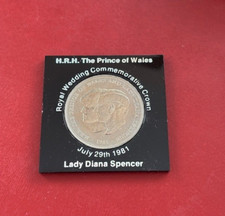 H.R.H. The Prince of Wales
Royal Wedding Commemorative Crown
July 29th 1981
Lady Diana Spencer